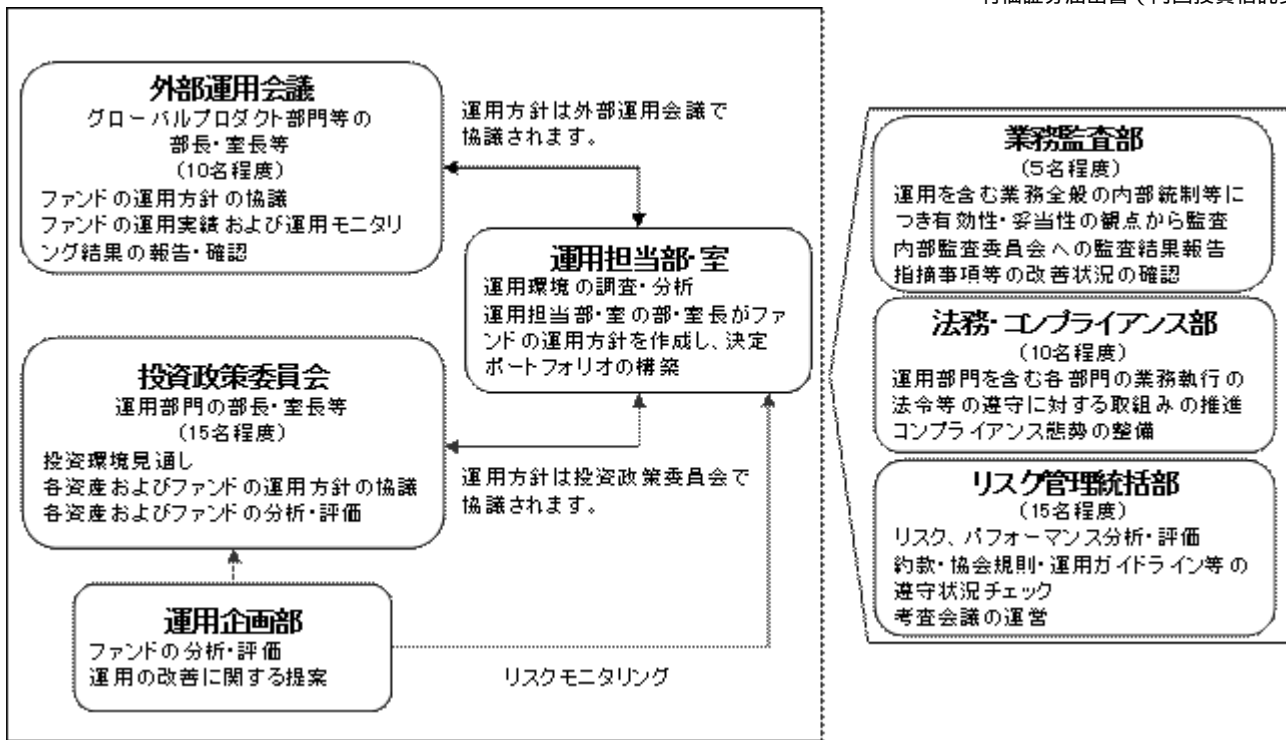 外部運用会議
グローバルプロダクト部門等の
部長・室長等
(10名程度)
ファンドの運用方針の協議
ファンドの運用実績および運用モニタリ
ング結果の報告・確認
運用方針は外部運用会議で
協議されます。
運用担当部・室
運用環境の調査・分析
運用担当部・室の部・室長がファ
ンドの運用方針を作成し、決定
ポートフォリオの構築
投資政策委員会
運用部門の部長・室長等
(15名程度)
投資環境見通し
各資産およびファンドの運用方針の協議
各資産およびファンドの分析・評価
運用方針は投資政策委員会で
協議されます。
運用企画部
ファンドの分析・評価
運用の改善に関する提案
リスクモニタリング
業務監査部
(5名程度)
運用を含む業務全般の内部統制等に
つき有効性・妥当性の観点から監査
内部監査委員会への監査結果報告
指摘事項等の改善状況の確認
法務・コンプライアンス部
(10名程度)
運用部門を含む各部門の業務執行の
法令等の遵守に対する取組みの推進
コンプライアンス態勢の整備
リスク管理統括部
(15名程度)
リスク、パフォーマンス分析・評価
約款・協会規則・運用ガイドライン等の
遵守状況チェック
考査会議の運営